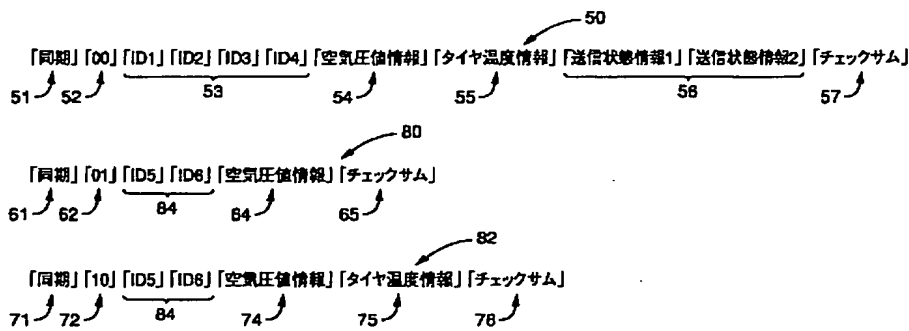 50
「同期」「00」「ID1」「ID2」「ID3」「ID4」「空気圧値情報」「タイヤ温度情報」「送信状態情報1」「送信状態情報2」「チェックサム」
51 52 53 54 55 56 57
80
「同期」「01」「ID5」「ID6」「空気圧値情報」「チェックサム」
61 62 84 64 65
82
「同期」「10」「ID5」「ID6」「空気圧値情報」「タイヤ温度情報」「チェックサム」
71 72 84 74 75 76